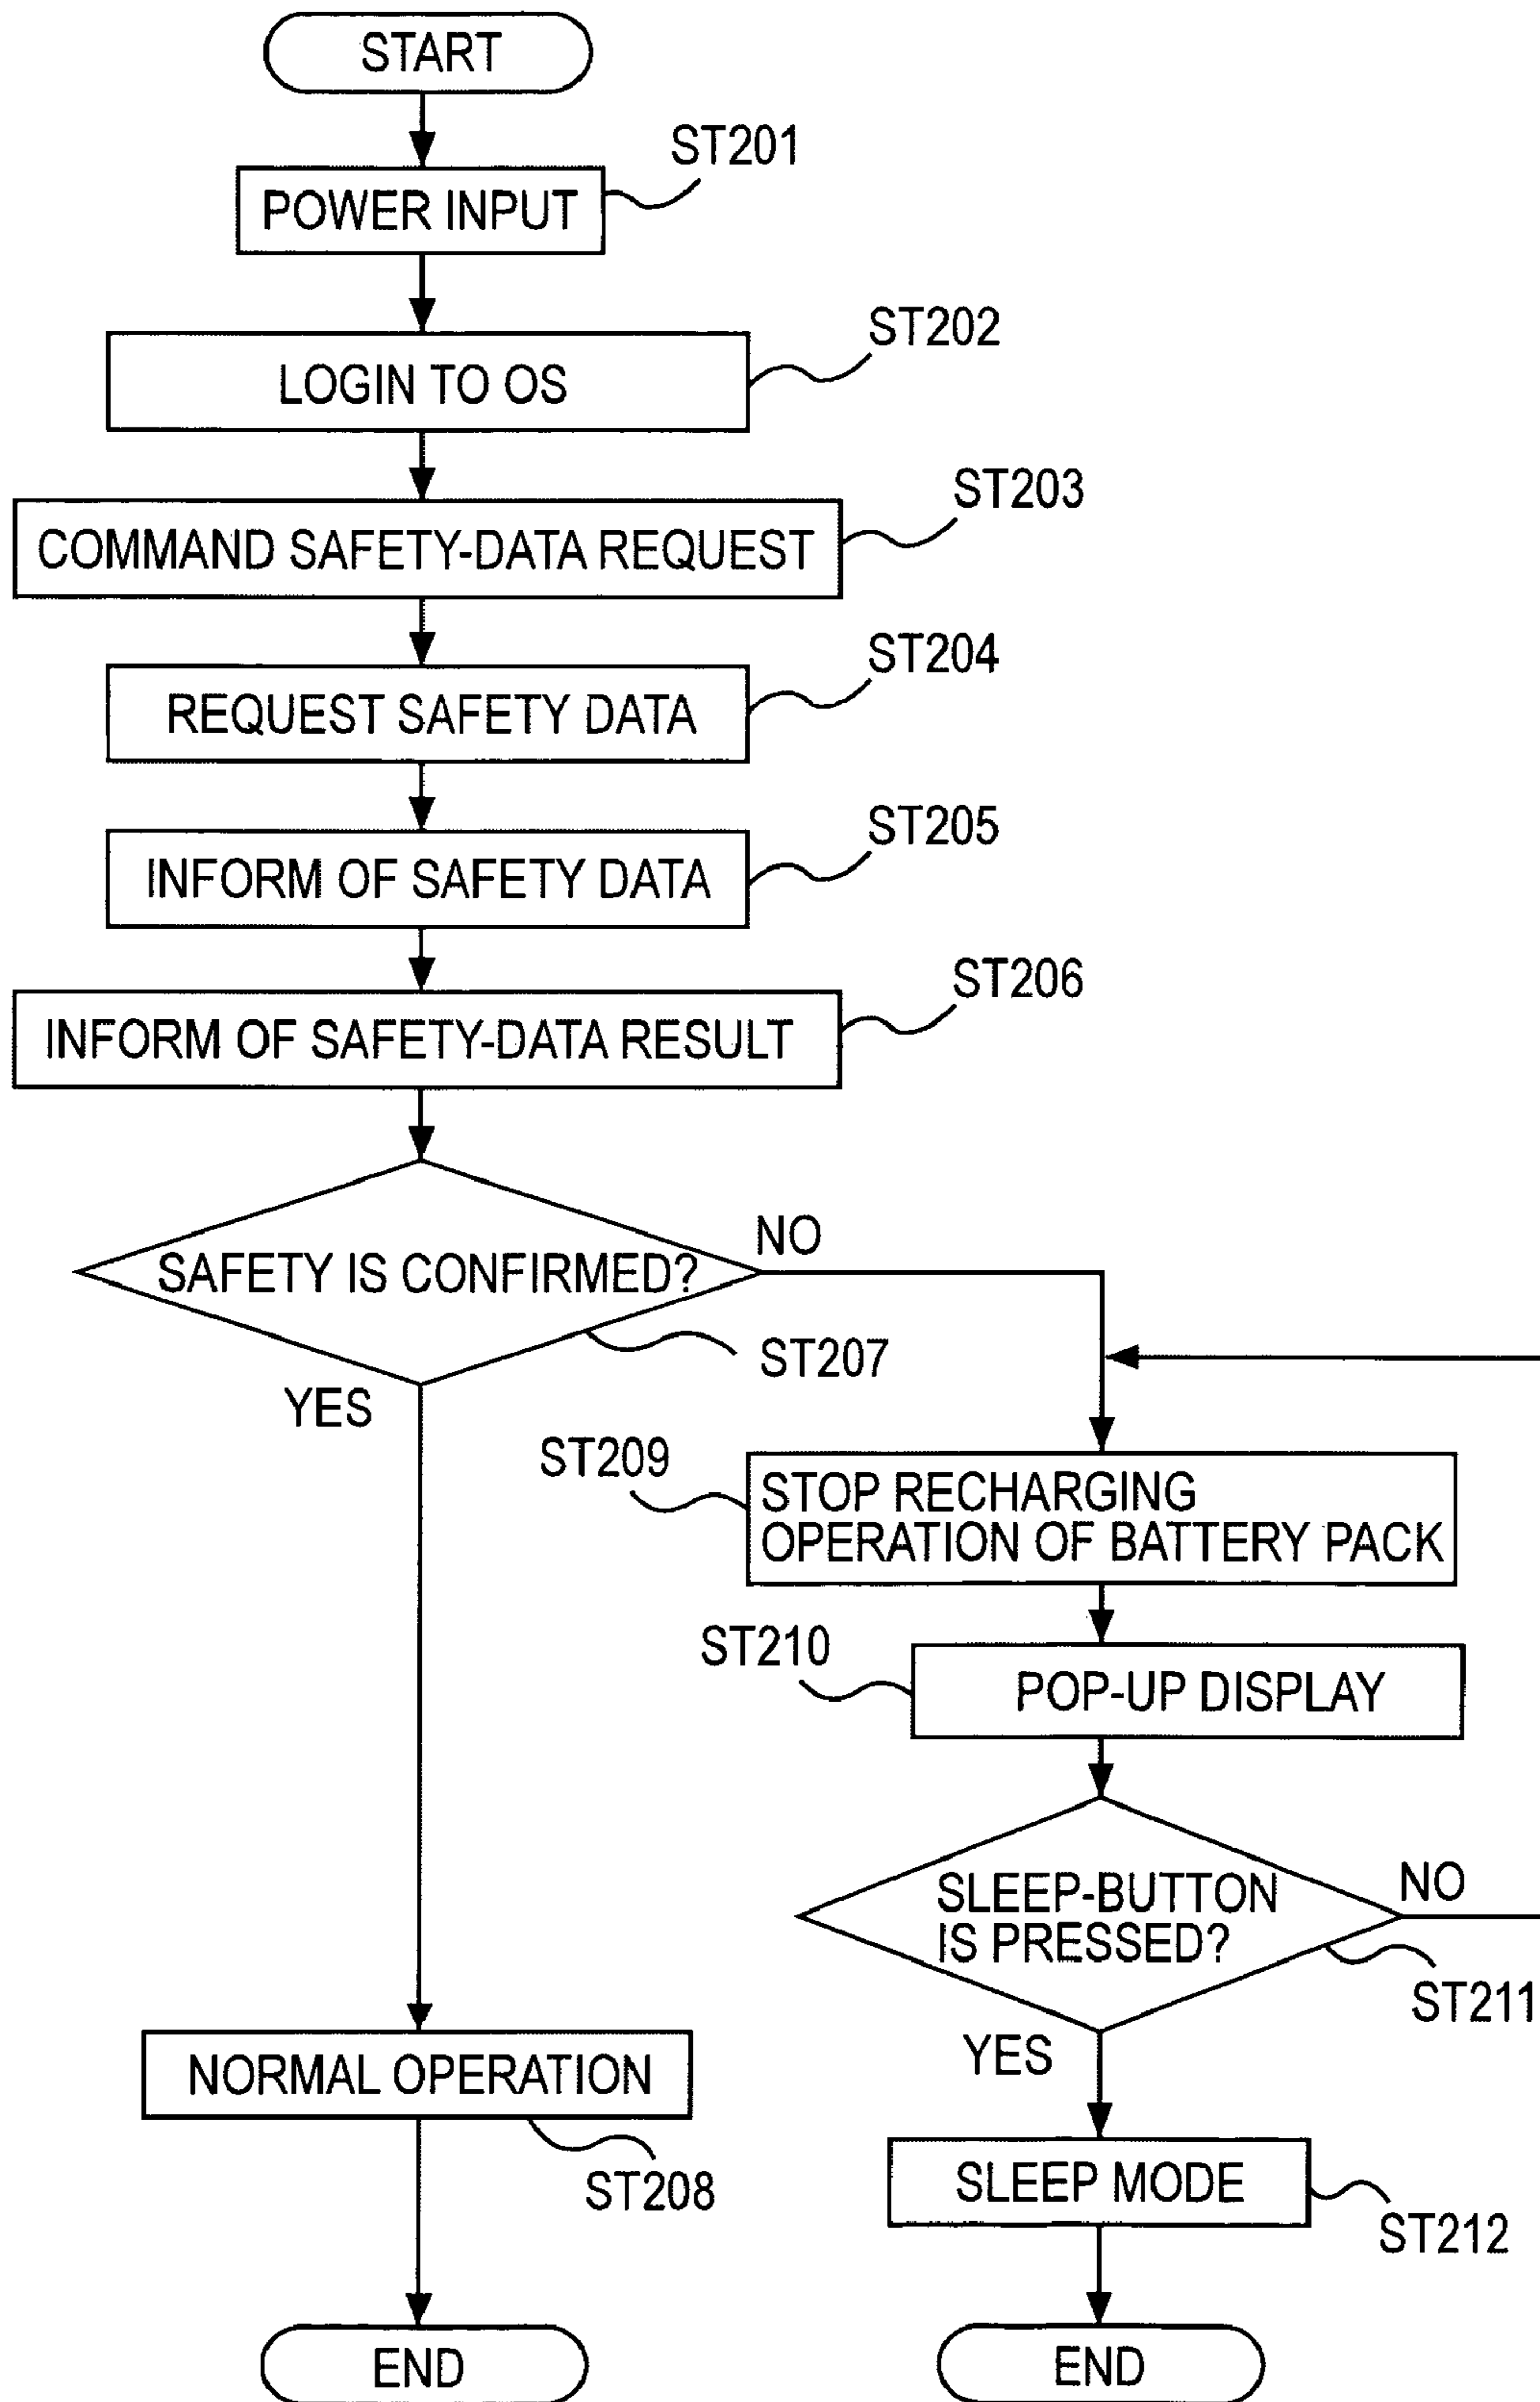 START
ST201
POWER INPUT
ST202
LOGIN TO OS
ST203
COMMAND SAFETY-DATA REQUEST
ST204
REQUEST SAFETY DATA
ST205
INFORM OF SAFETY DATA
ST206
INFORM OF SAFETY-DATA RESULT
SAFETY IS CONFIRMED?
NO
ST207
YES
ST209
STOP RECHARGING
OPERATION OF BATTERY PACK
ST210
POP-UP DISPLAY
SLEEP-BUTTON
IS PRESSED?
NO
ST211
YES
NORMAL OPERATION
ST208
SLEEP MODE
ST212
END
END